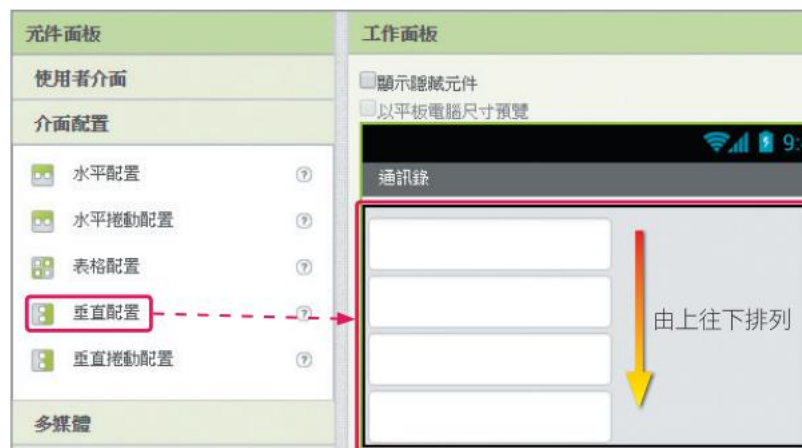 元件面板
使用者介面
介面配置
水平配置
水平捲動配置
表格配置
垂直配置
垂直捲動配置
多媒體
工作面板
顯示隱藏元件
以平板電腦尺寸預覽
9:
通訊錄
由上往下排列